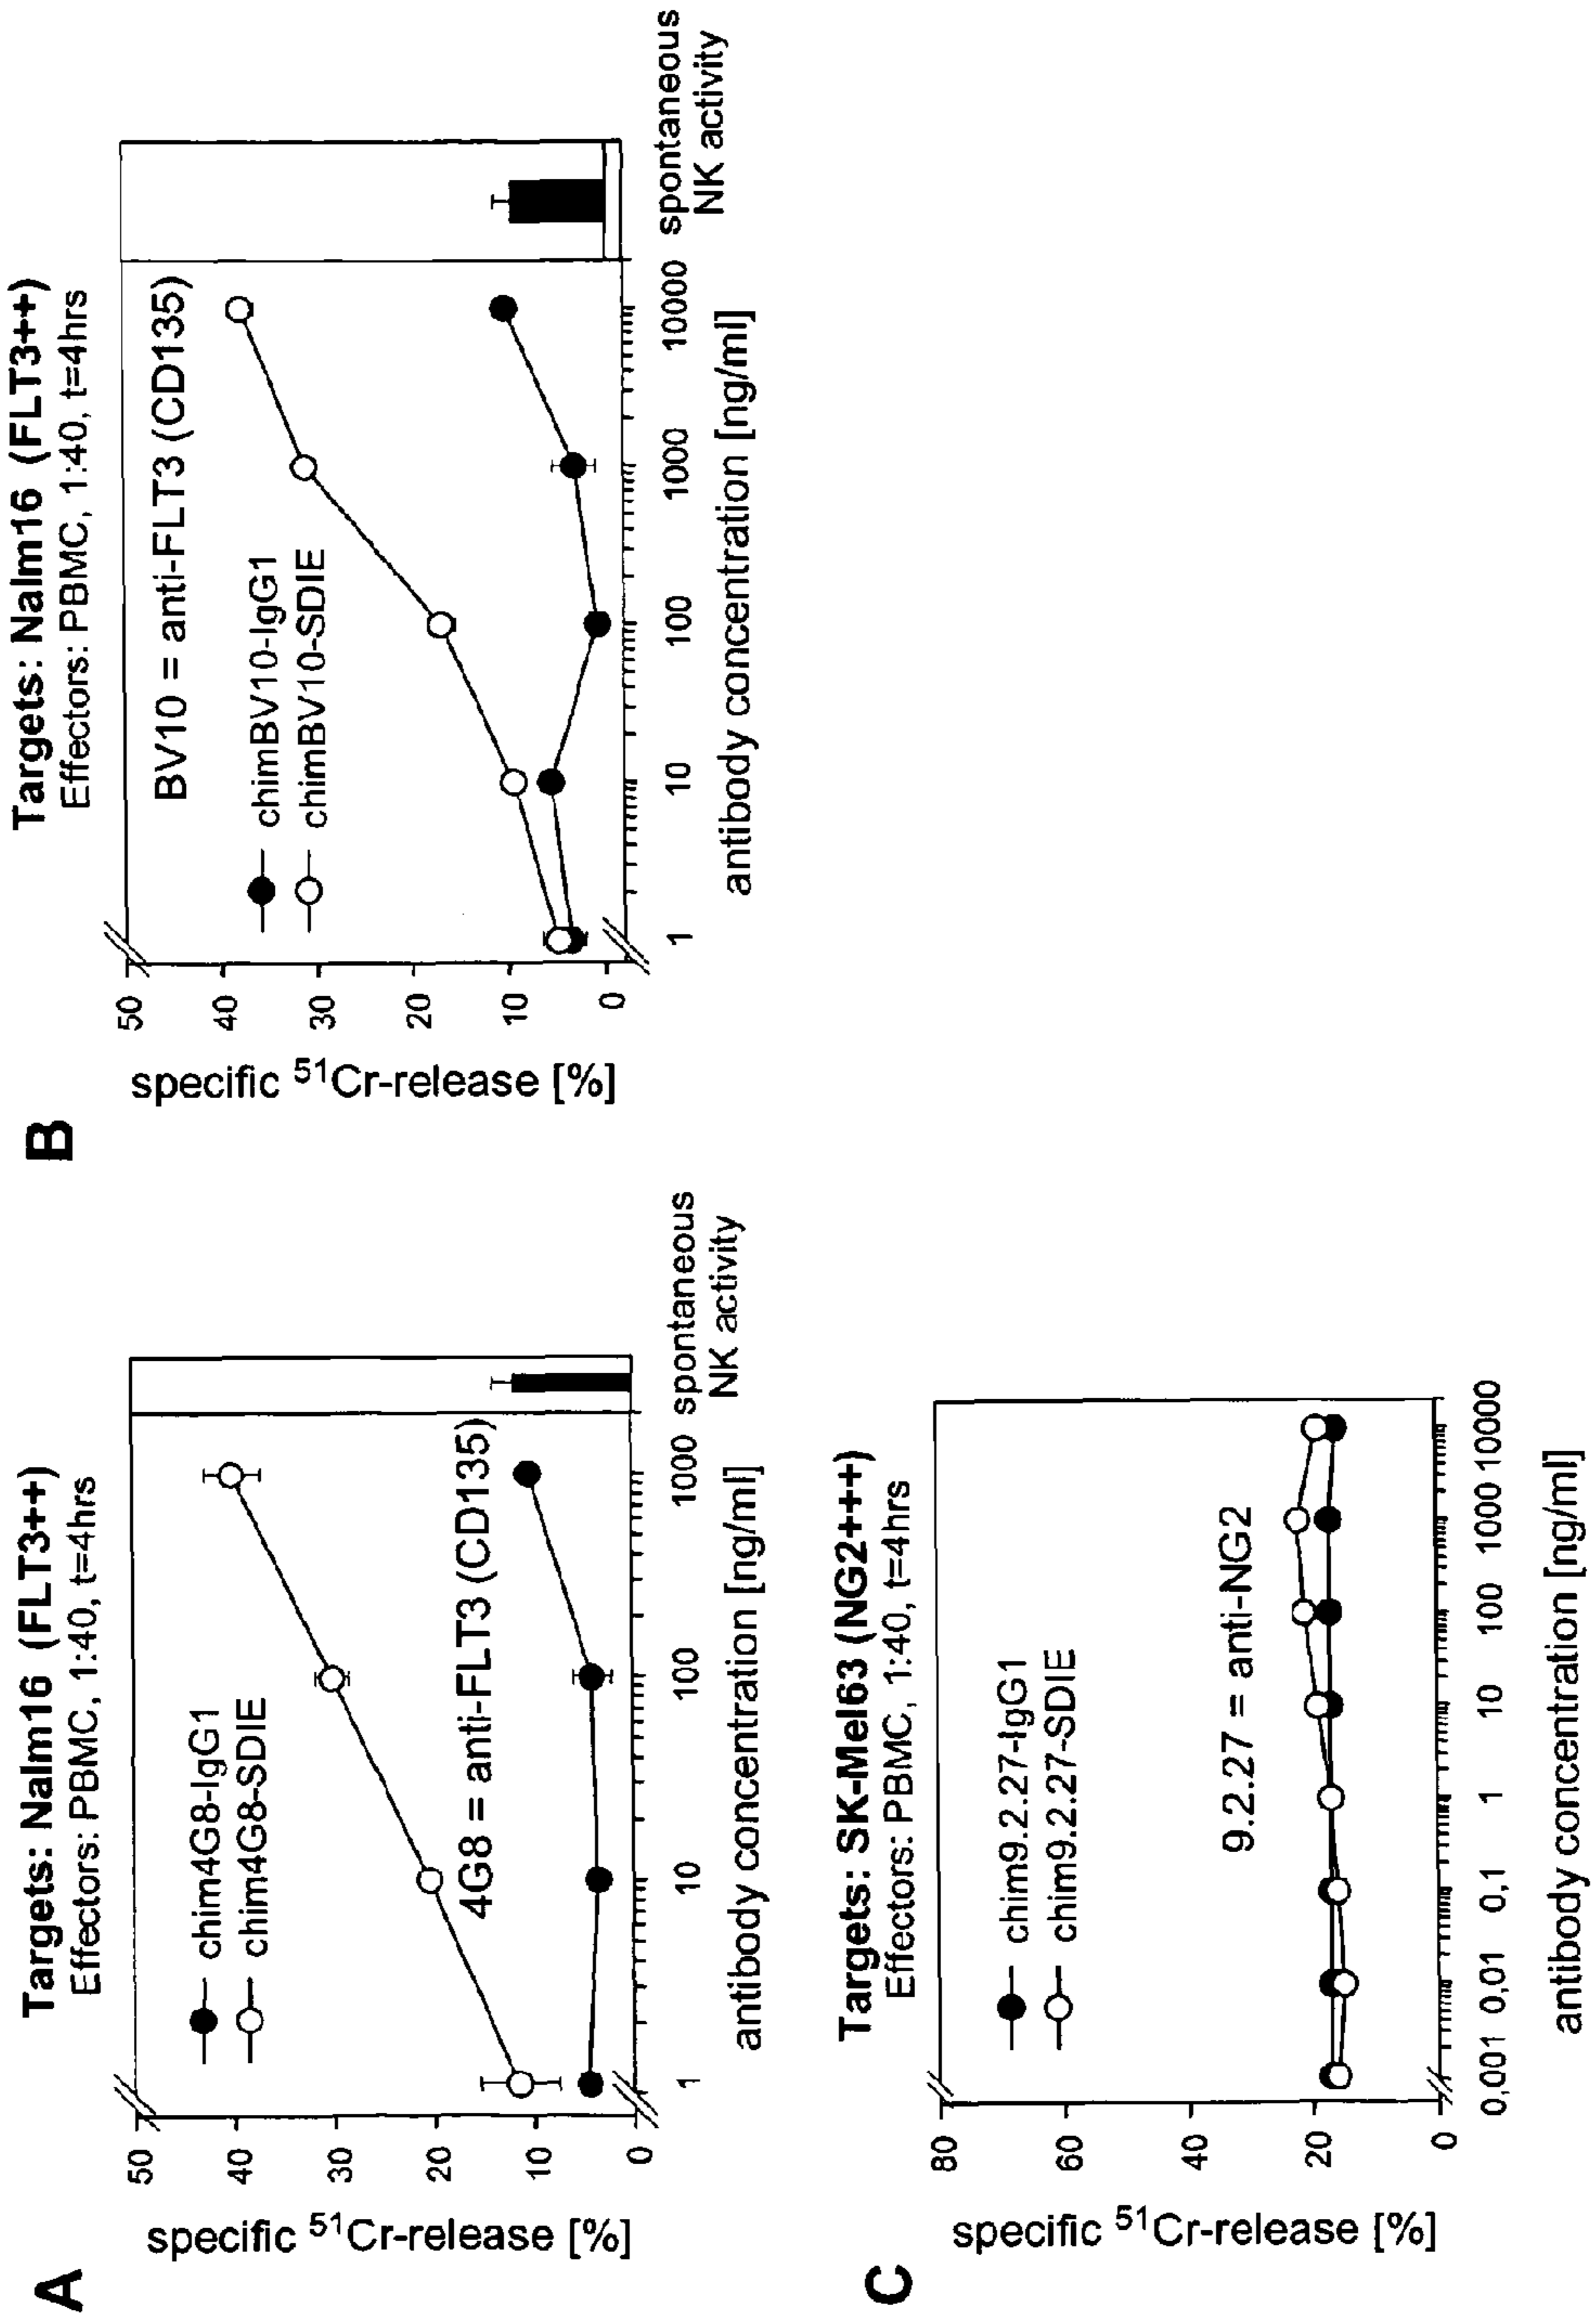 A
Targets: Nalm16 (FLT3++)
Effectors: PBMC, 1:40, t=4hrs
specific ⁵¹Cr-release [%]
50
40
30
20
10
0
chim4G8-IgG1
chim4G8-SDIE
4G8 = anti-FLT3 (CD135)
1 10 100 1000 spontaneous
NK activity
antibody concentration [ng/ml]
B
Targets: Nalm16 (FLT3++)
Effectors: PBMC, 1:40, t=4hrs
specific ⁵¹Cr-release [%]
50
40
30
20
10
0
BV10 = anti-FLT3 (CD135)
chimBV10-IgG1
chimBV10-SDIE
1 10 100 1000 10000 spontaneous
NK activity
antibody concentration [ng/ml]
C
Targets: SK-Mel63 (NG2+++)
Effectors: PBMC, 1:40, t=4hrs
specific ⁵¹Cr-release [%]
80
60
40
20
0
chim9.2.27-IgG1
chim9.2.27-SDIE
9.2.27 = anti-NG2
0,001 0,01 0,1 1 10 100 1000 10000
antibody concentration [ng/ml]